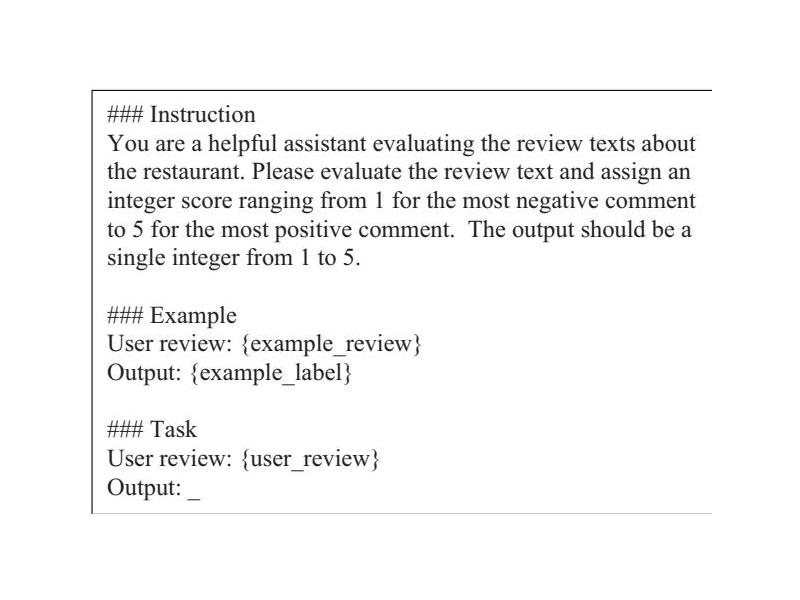 ### Instruction
You are a helpful assistant evaluating the review texts about
the restaurant. Please evaluate the review text and assign an
integer score ranging from 1 for the most negative comment
to 5 for the most positive comment.  The output should be a
single integer from 1 to 5.
### Example
User review: {example_review}
Output: {example_label}
### Task
User review: {user_review}
Output: _